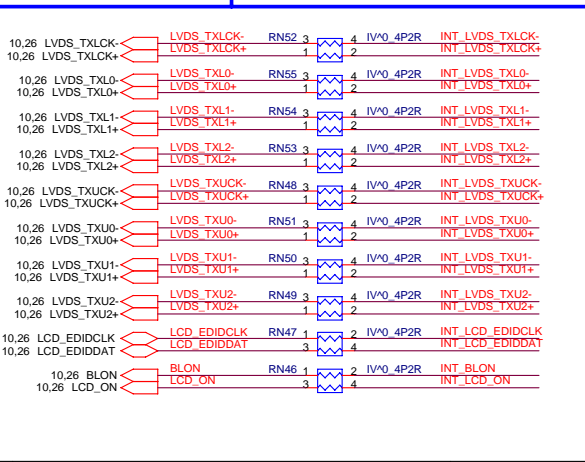 10,26 LVDS_TXLCK- LVDS_TXLCK- RN52 3 4 IV^0_4P2R INT_LVDS_TXLCK-
10,26 LVDS_TXLCK+ LVDS_TXLCK+ 1 2 INT_LVDS_TXLCK+
10,26 LVDS_TXL0- LVDS_TXL0- RN55 3 4 IV^0_4P2R INT_LVDS_TXL0-
10,26 LVDS_TXL0+ LVDS_TXL0+ 1 2 INT_LVDS_TXL0+
10,26 LVDS_TXL1- LVDS_TXL1- RN54 3 4 IV^0_4P2R INT_LVDS_TXL1-
10,26 LVDS_TXL1+ LVDS_TXL1+ 1 2 INT_LVDS_TXL1+
10,26 LVDS_TXL2- LVDS_TXL2- RN53 3 4 IV^0_4P2R INT_LVDS_TXL2-
10,26 LVDS_TXL2+ LVDS_TXL2+ 1 2 INT_LVDS_TXL2+
10,26 LVDS_TXUCK- LVDS_TXUCK- RN48 3 4 IV^0_4P2R INT_LVDS_TXUCK-
10,26 LVDS_TXUCK+ LVDS_TXUCK+ 1 2 INT_LVDS_TXUCK+
10,26 LVDS_TXU0- LVDS_TXU0- RN51 3 4 IV^0_4P2R INT_LVDS_TXU0-
10,26 LVDS_TXU0+ LVDS_TXU0+ 1 2 INT_LVDS_TXU0+
10,26 LVDS_TXU1- LVDS_TXU1- RN50 3 4 IV^0_4P2R INT_LVDS_TXU1-
10,26 LVDS_TXU1+ LVDS_TXU1+ 1 2 INT_LVDS_TXU1+
10,26 LVDS_TXU2- LVDS_TXU2- RN49 3 4 IV^0_4P2R INT_LVDS_TXU2-
10,26 LVDS_TXU2+ LVDS_TXU2+ 1 2 INT_LVDS_TXU2+
10,26 LCD_EDIDCLK LCD_EDIDCLK RN47 1 2 IV^0_4P2R INT_LCD_EDIDCLK
10,26 LCD_EDIDDAT LCD_EDIDDAT 3 4 INT_LCD_EDIDDAT
10,26 BLON BLON RN46 1 2 IV^0_4P2R INT_BLON
10,26 LCD_ON LCD_ON 3 4 INT_LCD_ON